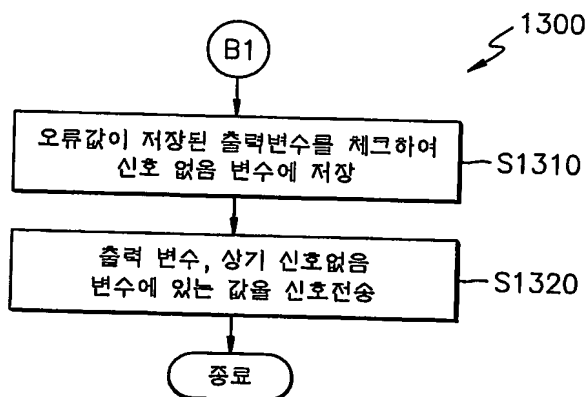 1300
B1
오류값이 저장된 출력변수를 체크하여
신호 없음 변수에 저장
S1310
출력 변수, 상기 신호없음
변수에 있는 값을 신호전송
S1320
종료